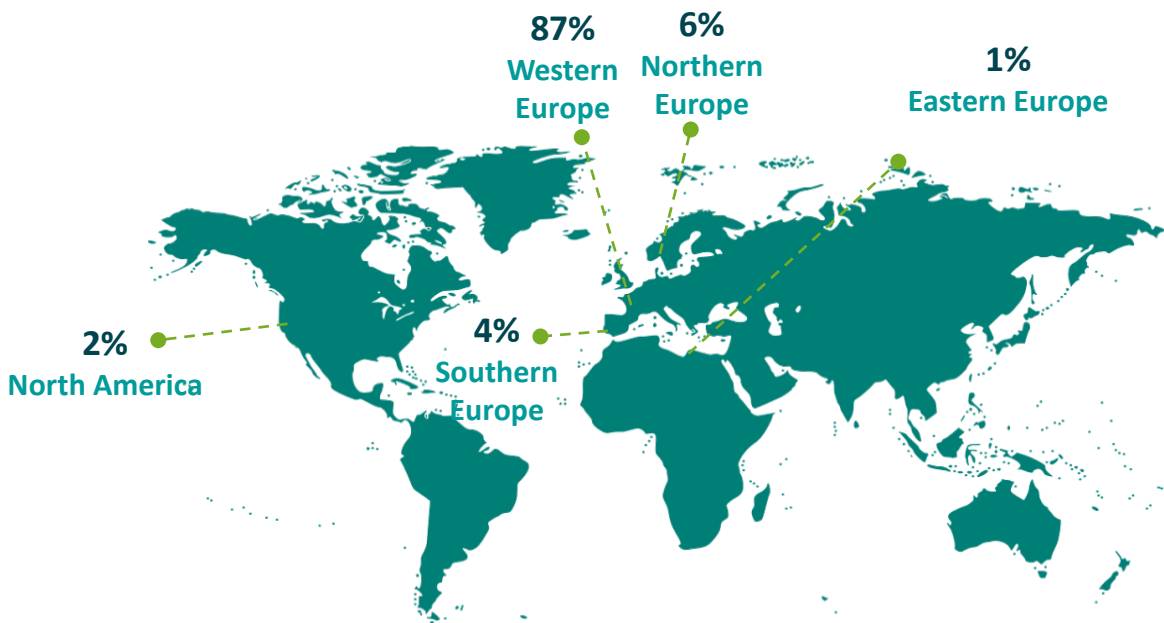 87%
Western
Europe
6%
Northern
Europe
1%
Eastern Europe
2%
North America
4%
Southern
Europe